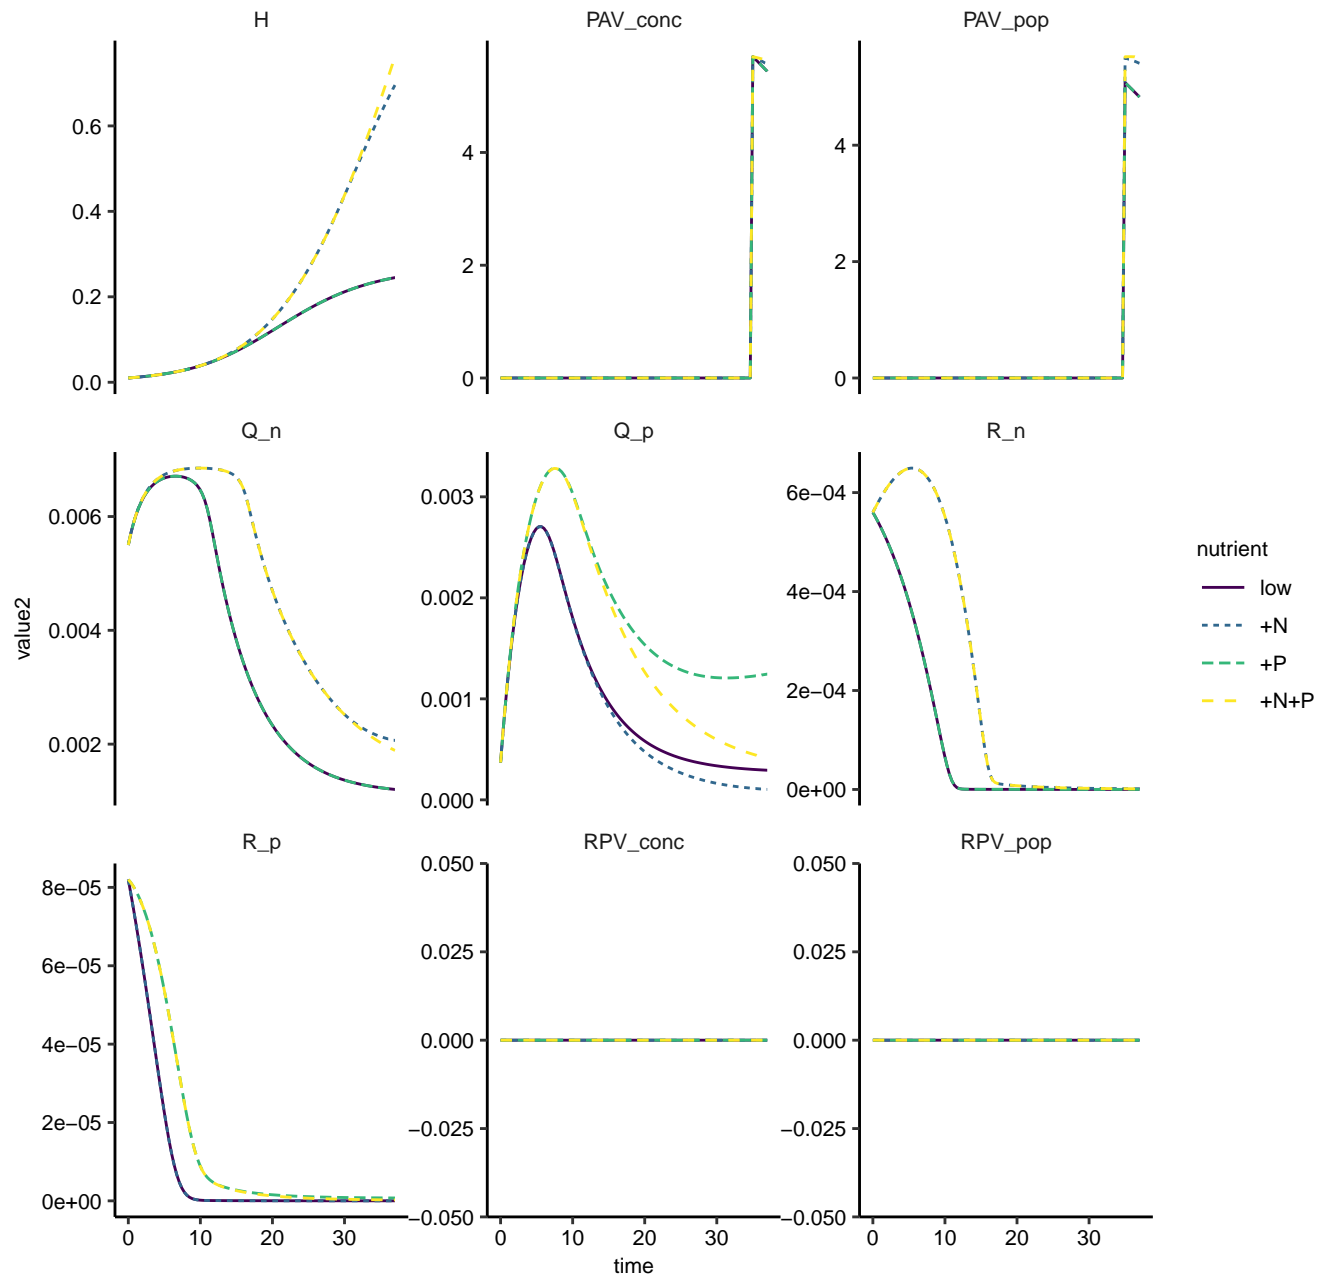 H
PAV_conc
PAV_pop
0.6
0.4
0.2
0.0
4
2
0
4
2
0
Q_n
Q_p
R_n
0.006
0.004
0.002
0.003
0.002
0.001
0.000
6e−04
4e−04
2e−04
0e+00
value2
nutrient
low
+N
+P
+N+P
R_p
RPV_conc
RPV_pop
8e−05
6e−05
4e−05
2e−05
0e+00
0.050
0.025
0.000
−0.025
−0.050
0.050
0.025
0.000
−0.025
−0.050
0 10 20 30
0 10 20 30
0 10 20 30
time